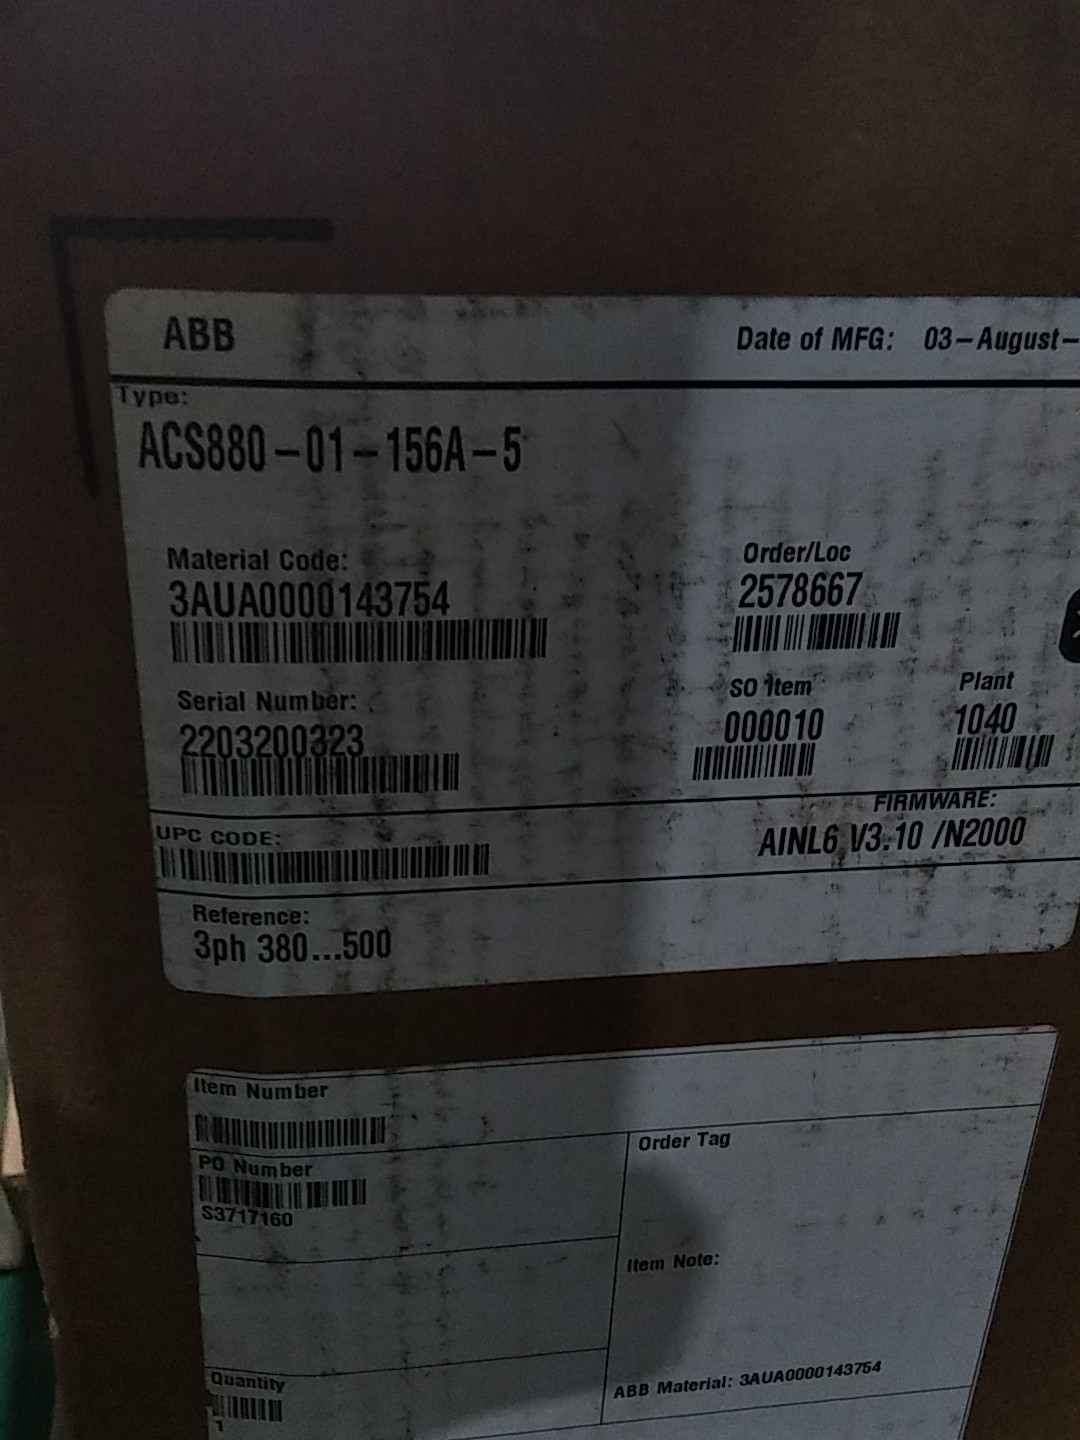 ABB
Date of MFG: 03-August-
Type:
ACS880-01-156A-5
Material Code:
3AUA0000143754
Order/Loc
2578667
Serial Number:
2203200323
SO Item
000010
Plant
1040
UPC CODE:
FIRMWARE:
AINL6 V3.10 /N2000
Reference:
3ph 380...500
Item Number
PO Number
S3717160
Order Tag
Item Note:
Quantity
1
ABB Material: 3AUA0000143754